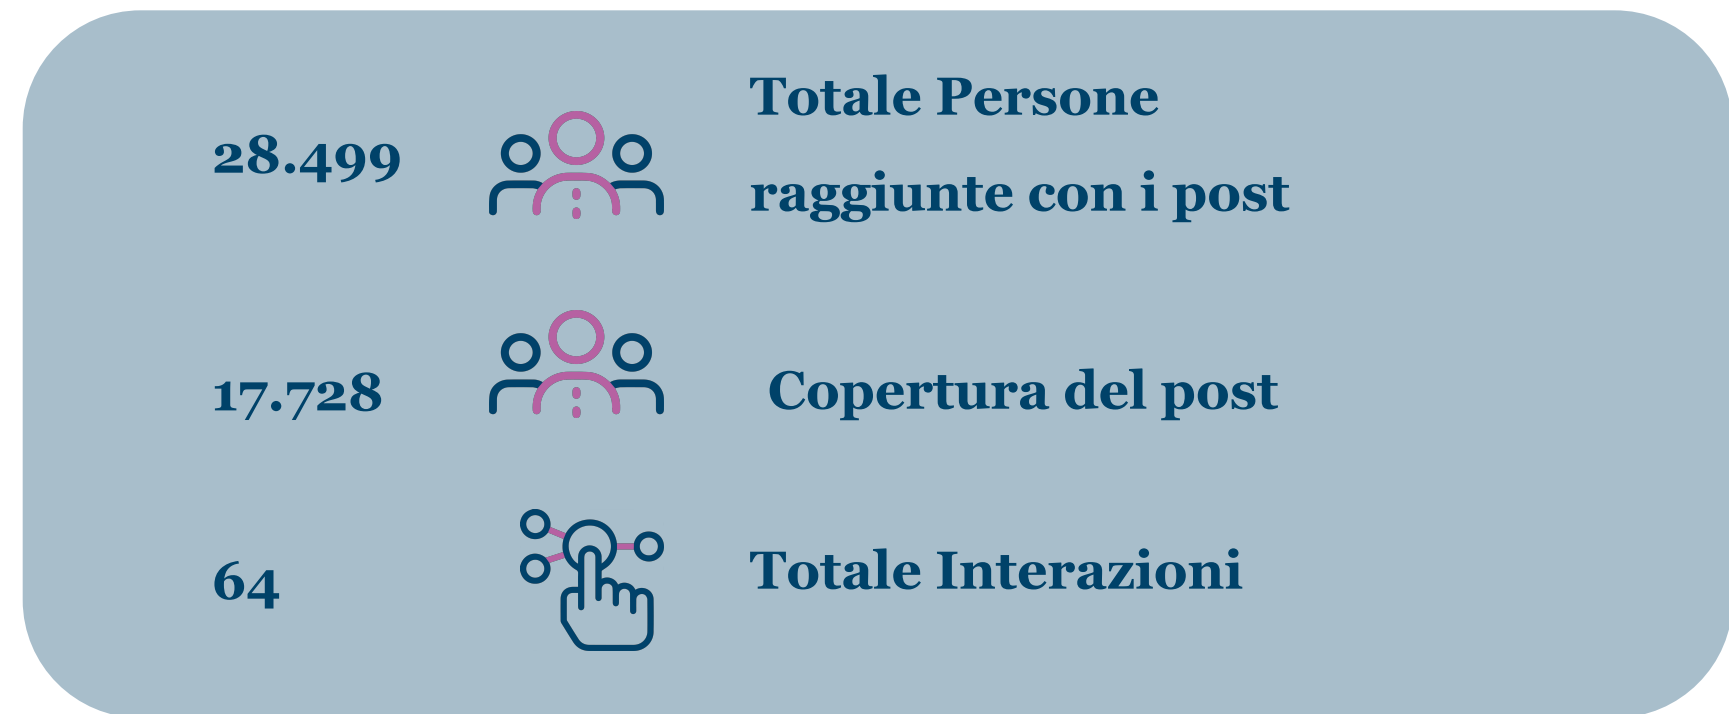 28.499
Totale Persone
raggiunte con i post
17.728
Copertura del post
64
Totale Interazioni